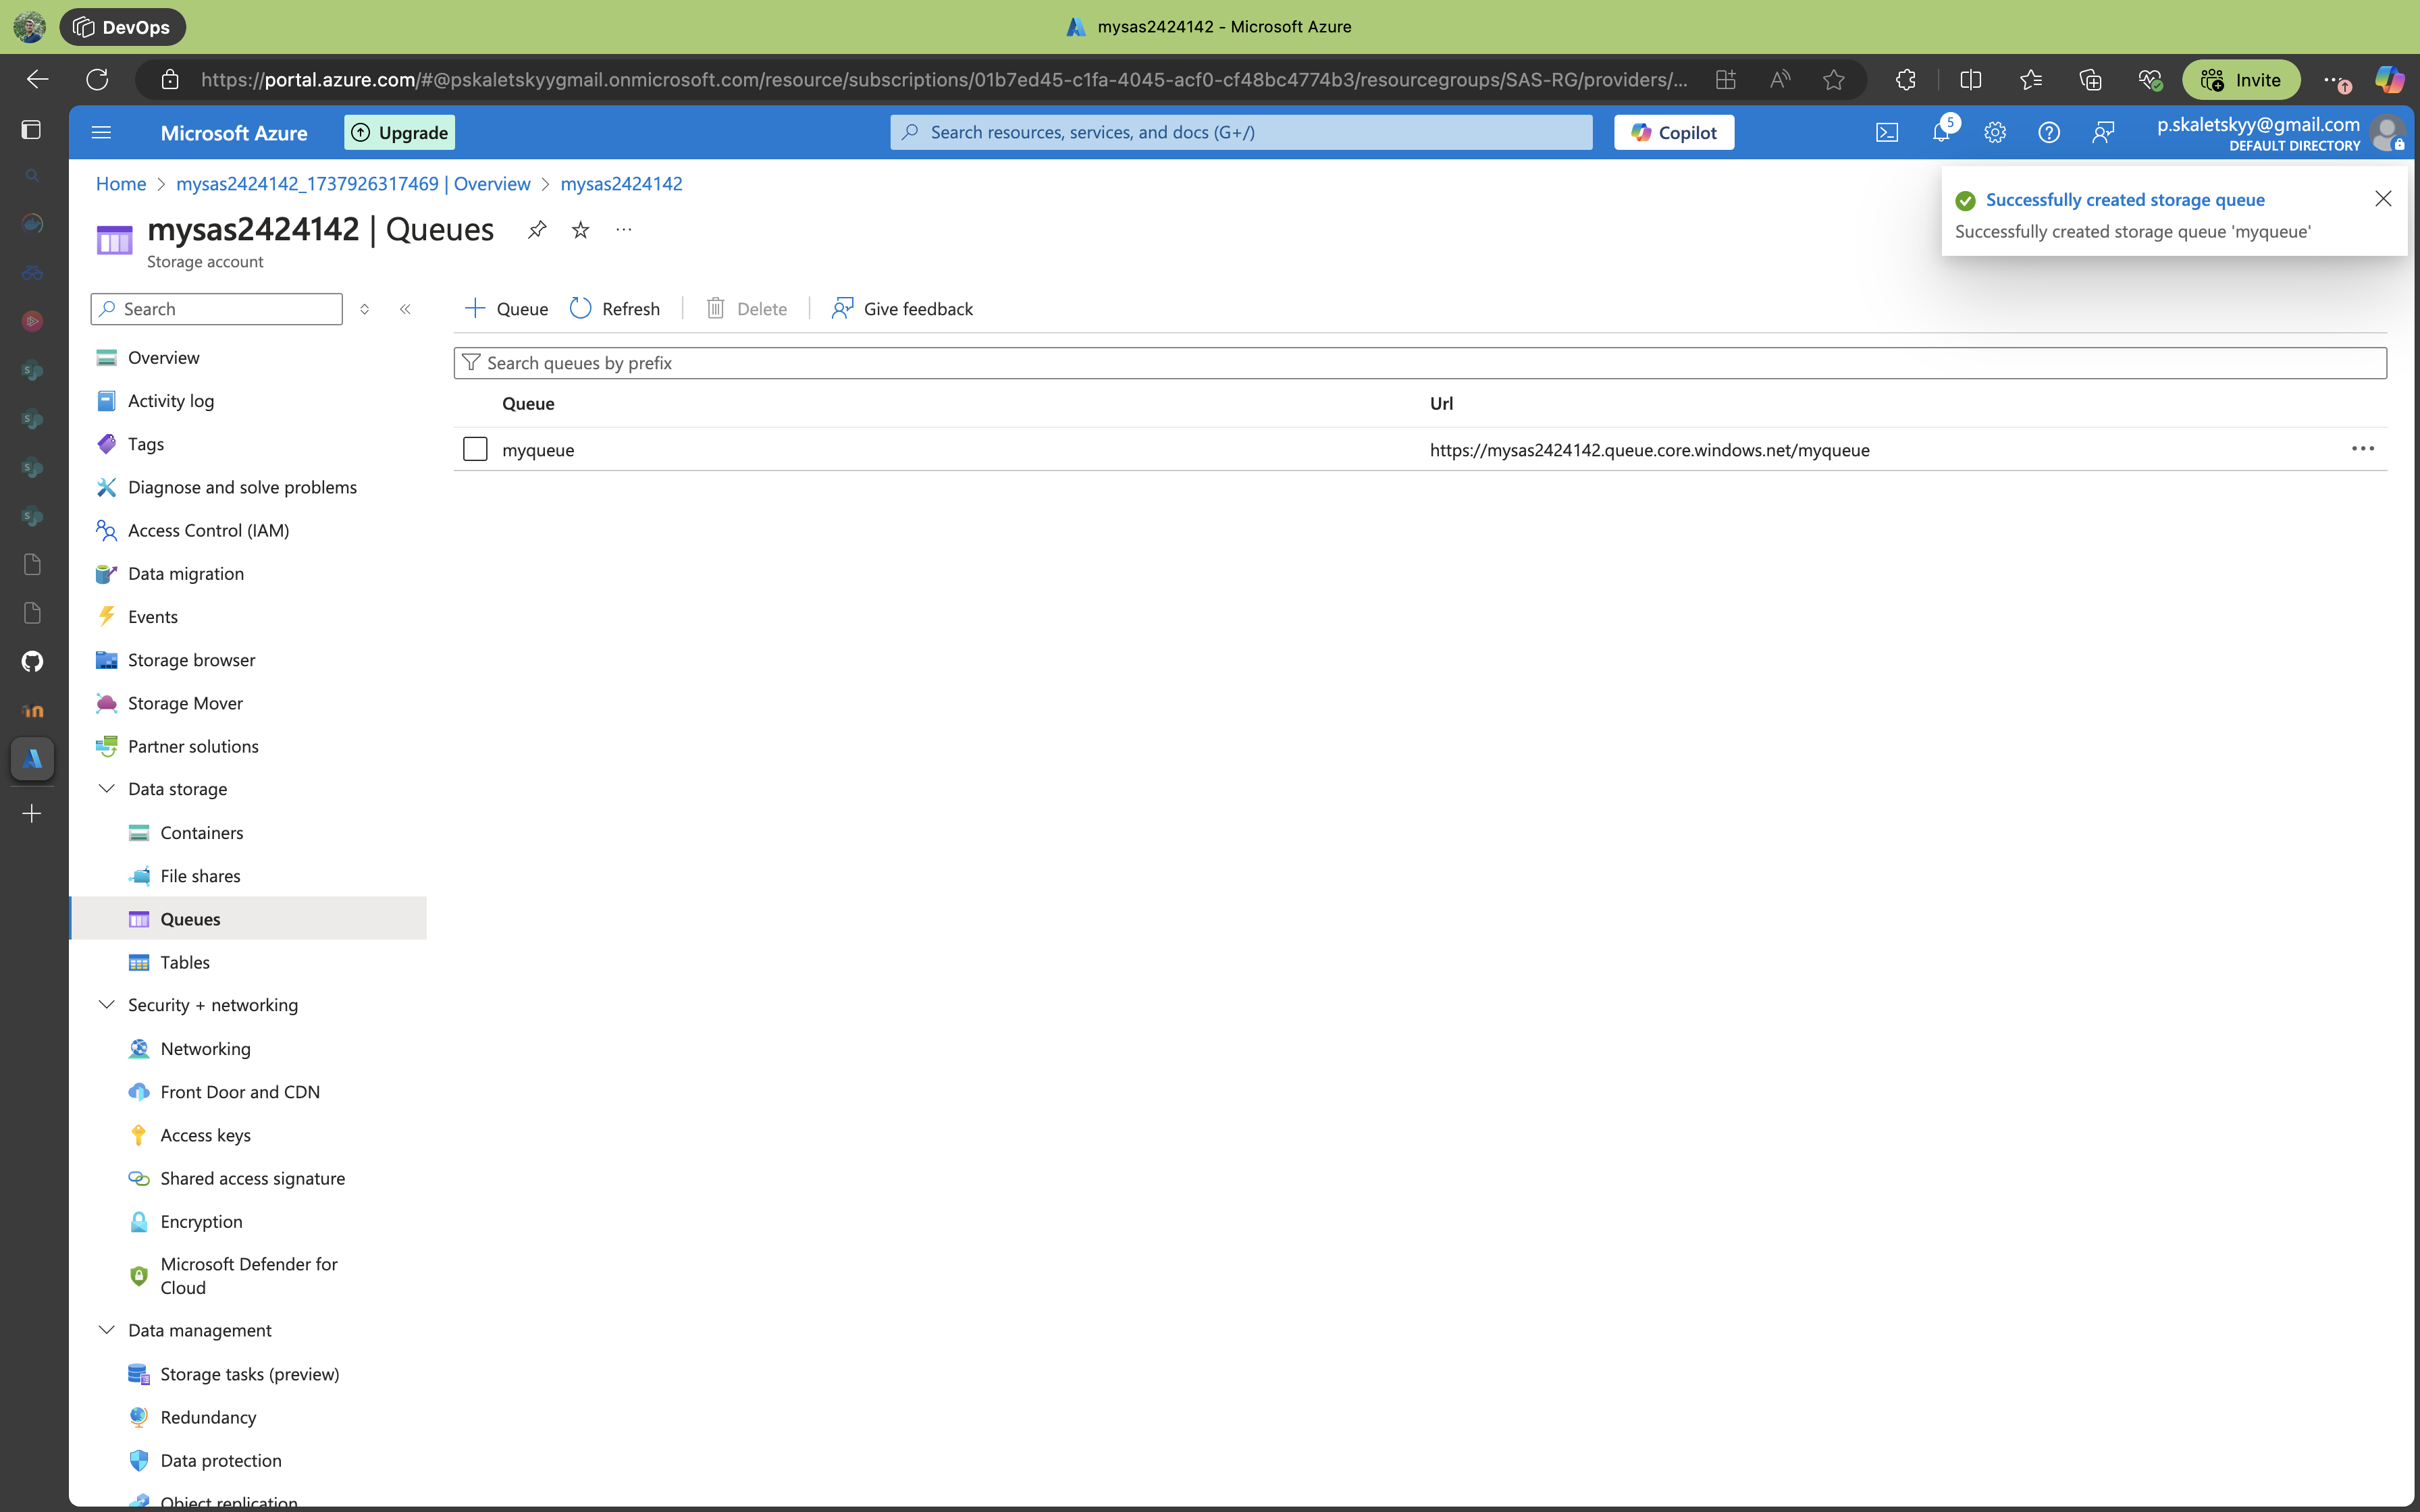 DevOps
mysas2424142 - Microsoft Azure
https://portal.azure.com/#@pskaletskyygmail.onmicrosoft.com/resource/subscriptions/01b7ed45-c1fa-4045-acf0-cf48bc4774b3/resourcegroups/SAS-RG/providers/...
Invite
Microsoft Azure
Upgrade
Search resources, services, and docs (G+/)
Copilot
5
p.skaletskyy@gmail.com
DEFAULT DIRECTORY
Home > mysas2424142_1737926317469 | Overview > mysas2424142
Successfully created storage queue
Successfully created storage queue 'myqueue'
mysas2424142 | Queues
Storage account
Search
Queue
Refresh
Delete
Give feedback
Search queues by prefix
Queue
Url
myqueue
https://mysas2424142.queue.core.windows.net/myqueue
Overview
Activity log
Tags
Diagnose and solve problems
Access Control (IAM)
Data migration
Events
Storage browser
Storage Mover
Partner solutions
Data storage
Containers
File shares
Queues
Tables
Security + networking
Networking
Front Door and CDN
Access keys
Shared access signature
Encryption
Microsoft Defender for
Cloud
Data management
Storage tasks (preview)
Redundancy
Data protection
Object replication